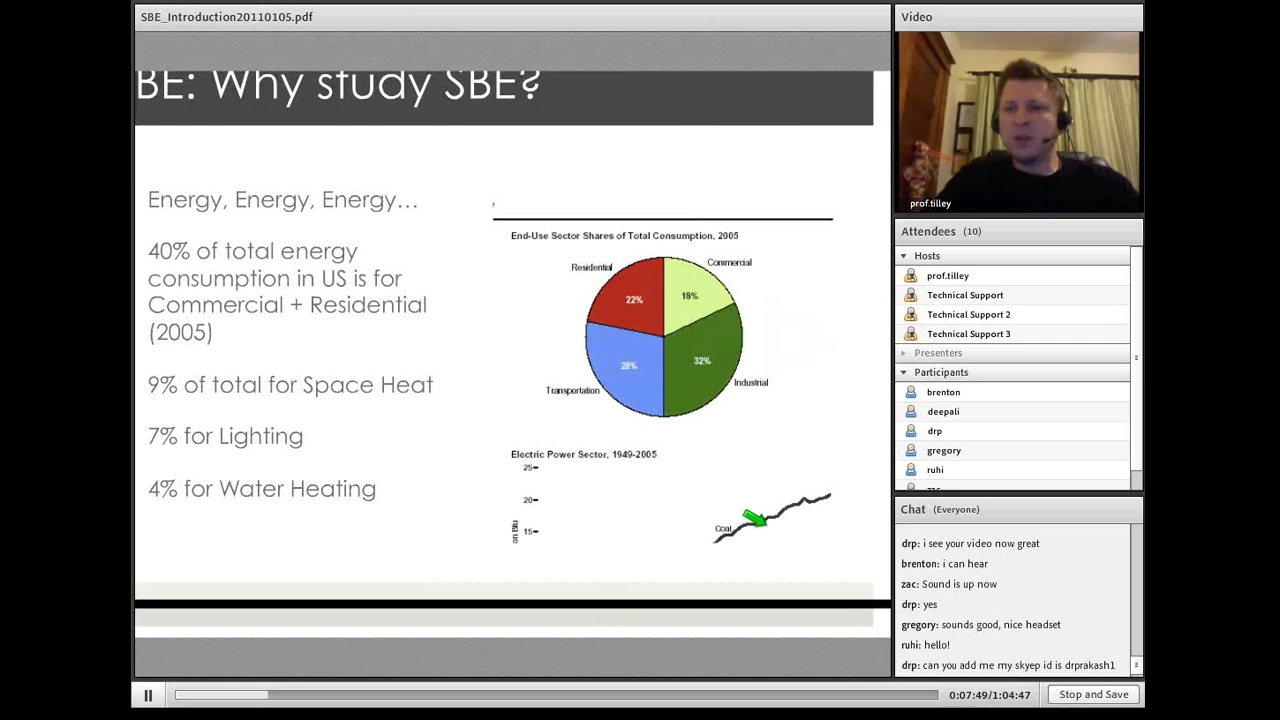 SBE_Introduction20110105.pdf
BE: Why study SBE?
Energy, Energy, Energy...
40% of total energy
consumption in US is for
Commercial + Residential
(2005)
9% of total for Space Heat
7% for Lighting
4% for Water Heating
End-Use Sector Shares of Total Consumption, 2005
Residential
Commercial
22%
18%
28%
32%
Transportation
Industrial
Electric Power Sector, 1949-2005
25
20
15
on Btu
Coal
0:07:49/1:04:47
Stop and Save
Video
prof.tilley
Attendees (10)
Hosts
prof.tilley
Technical Support
Technical Support 2
Technical Support 3
Presenters
Participants
brenton
deepali
drp
gregory
ruhi
Chat (Everyone)
drp: i see your video now great
brenton: i can hear
zac: Sound is up now
drp: yes
gregory: sounds good, nice headset
ruhi: hello!
drp: can you add me my skyep id is drprakash1